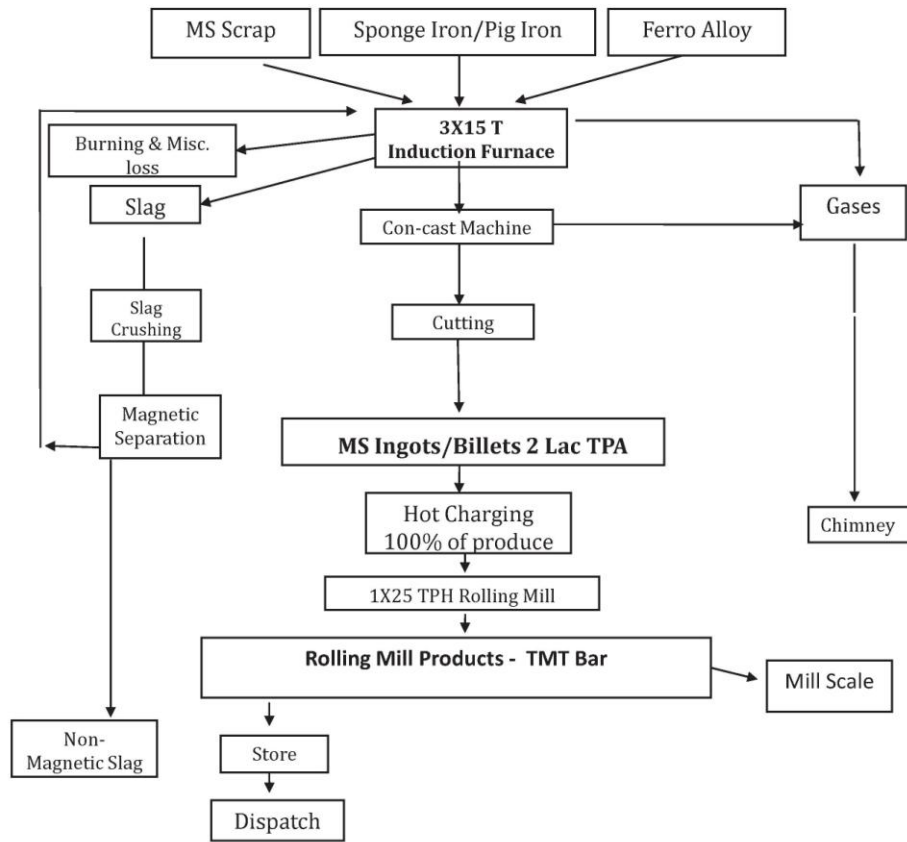 MS Scrap
Sponge Iron/Pig Iron
Ferro Alloy
3X15 T
Induction Furnace
Burning & Misc.
loss
Slag
Gases
Con-cast Machine
Slag
Crushing
Cutting
Magnetic
Separation
MS Ingots/Billets 2 Lac TPA
Hot Charging
100% of produce
Chimney
1X25 TPH Rolling Mill
Rolling Mill Products - TMT Bar
Mill Scale
Non-
Magnetic Slag
Store
Dispatch